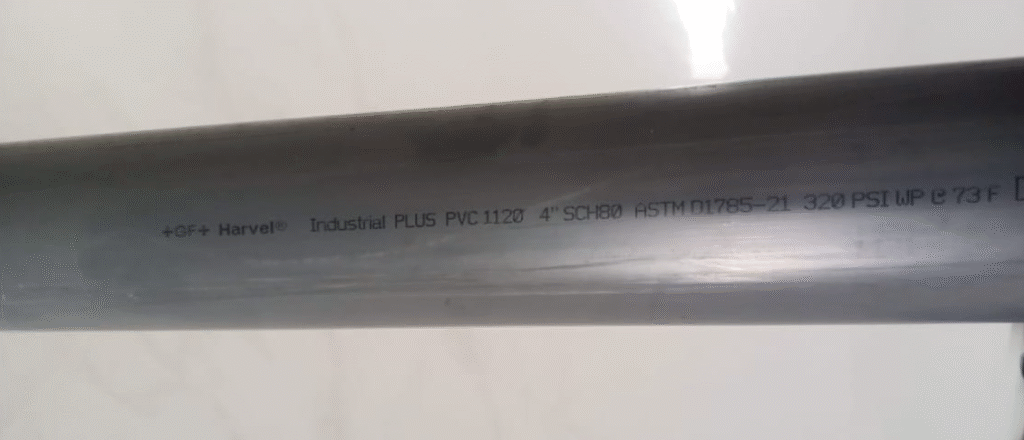 +GF+ Harvel® Industrial PLUS PVC 1120 4" SCH80 ASTM D1785-21 320 PSI WP @ 73 F